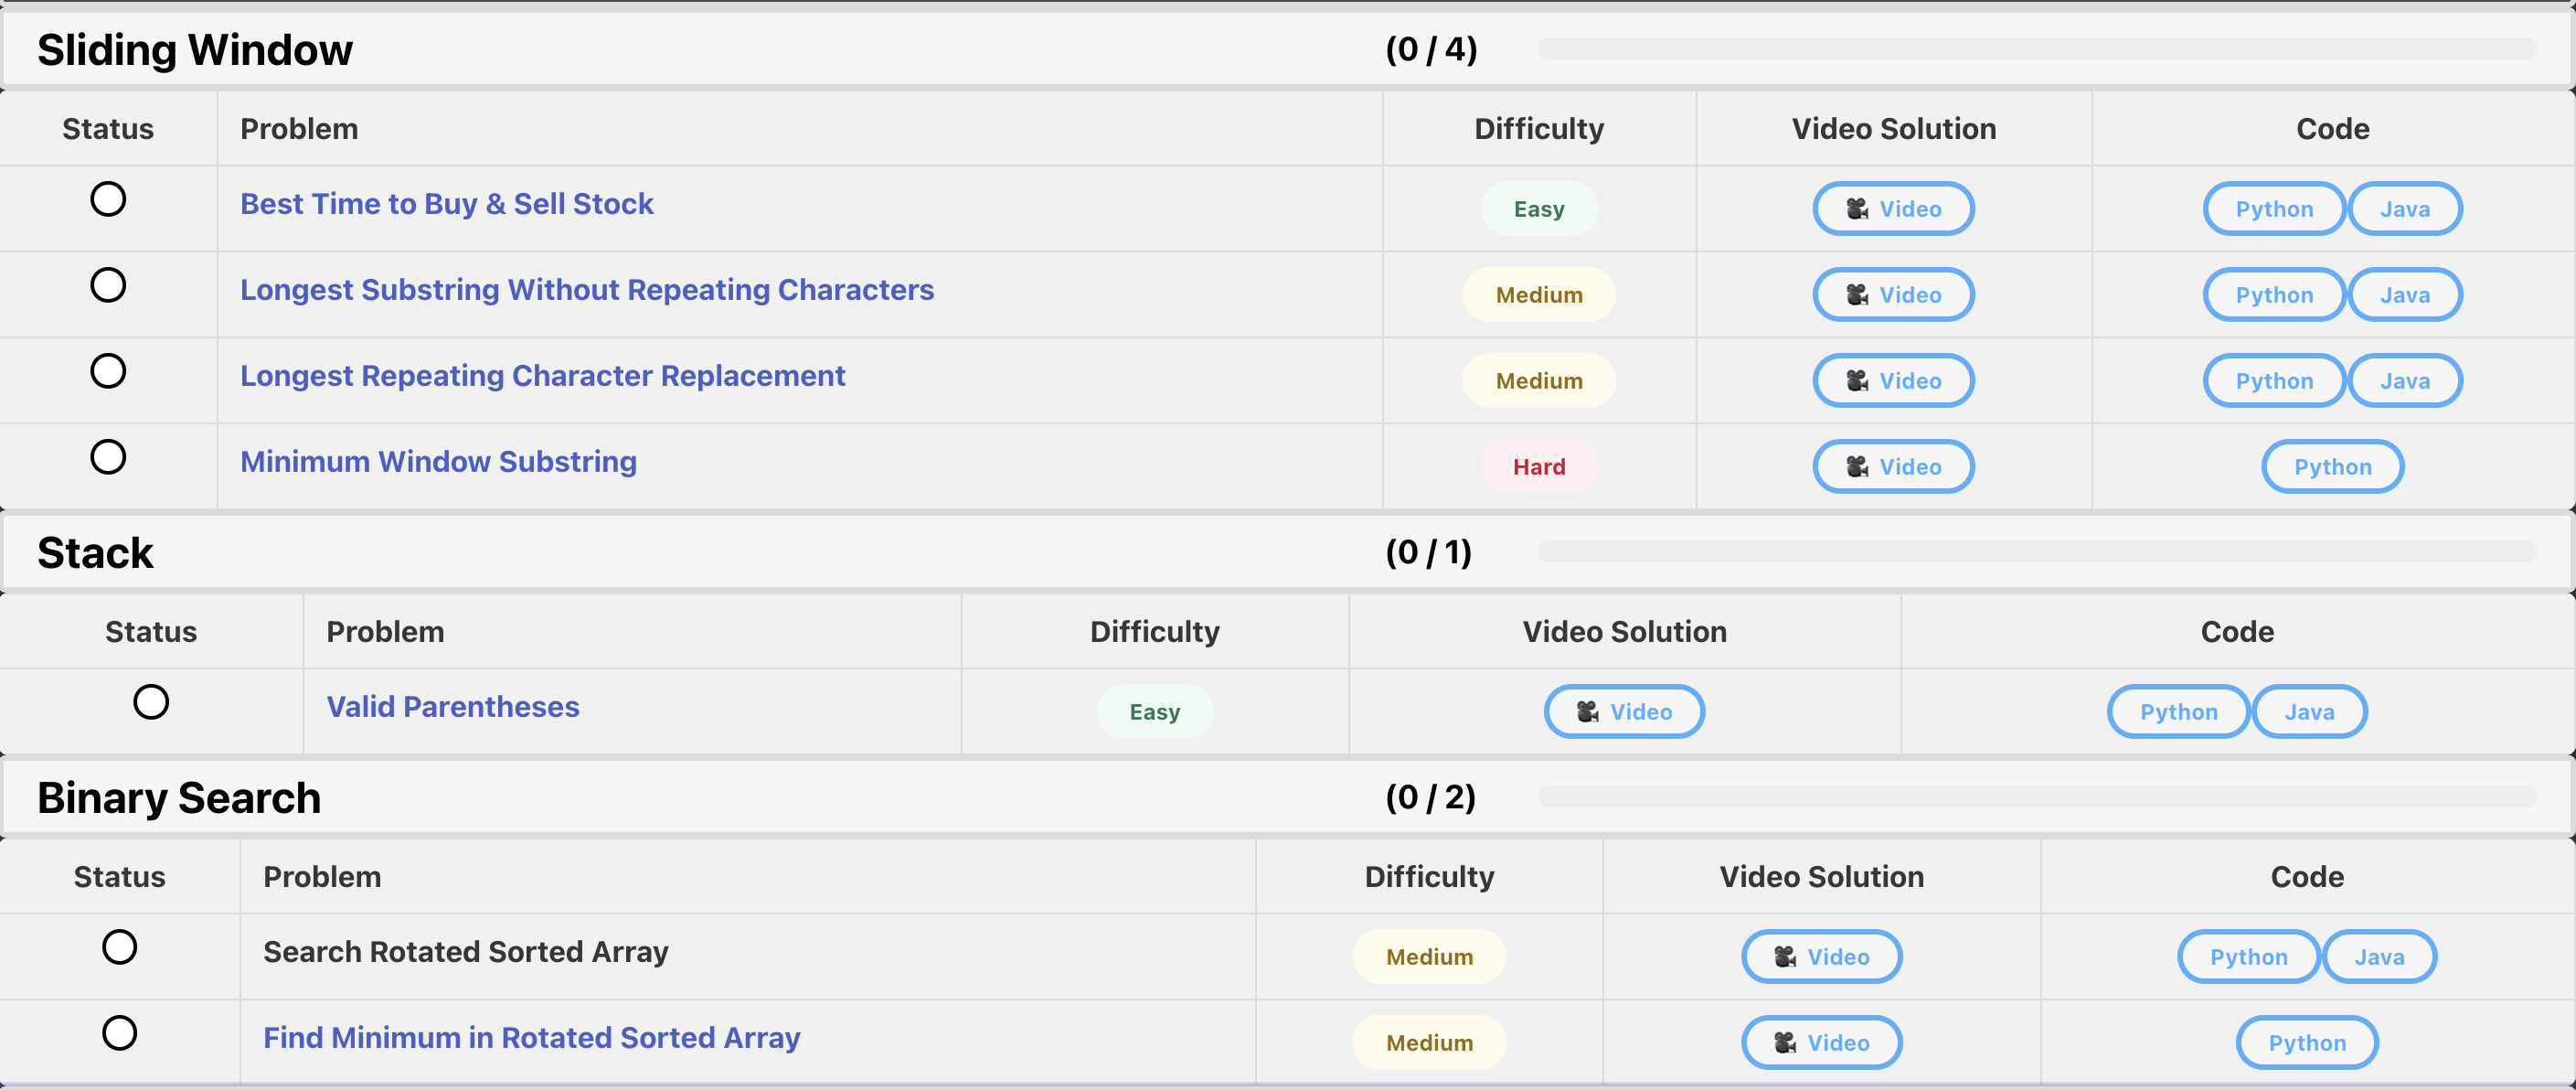 Sliding Window (0 / 4)
Status Problem Difficulty Video Solution Code
Best Time to Buy & Sell Stock Easy Video Python Java
Longest Substring Without Repeating Characters Medium Video Python Java
Longest Repeating Character Replacement Medium Video Python Java
Minimum Window Substring Hard Video Python
Stack (0 / 1)
Status Problem Difficulty Video Solution Code
Valid Parentheses Easy Video Python Java
Binary Search (0 / 2)
Status Problem Difficulty Video Solution Code
Search Rotated Sorted Array Medium Video Python Java
Find Minimum in Rotated Sorted Array Medium Video Python